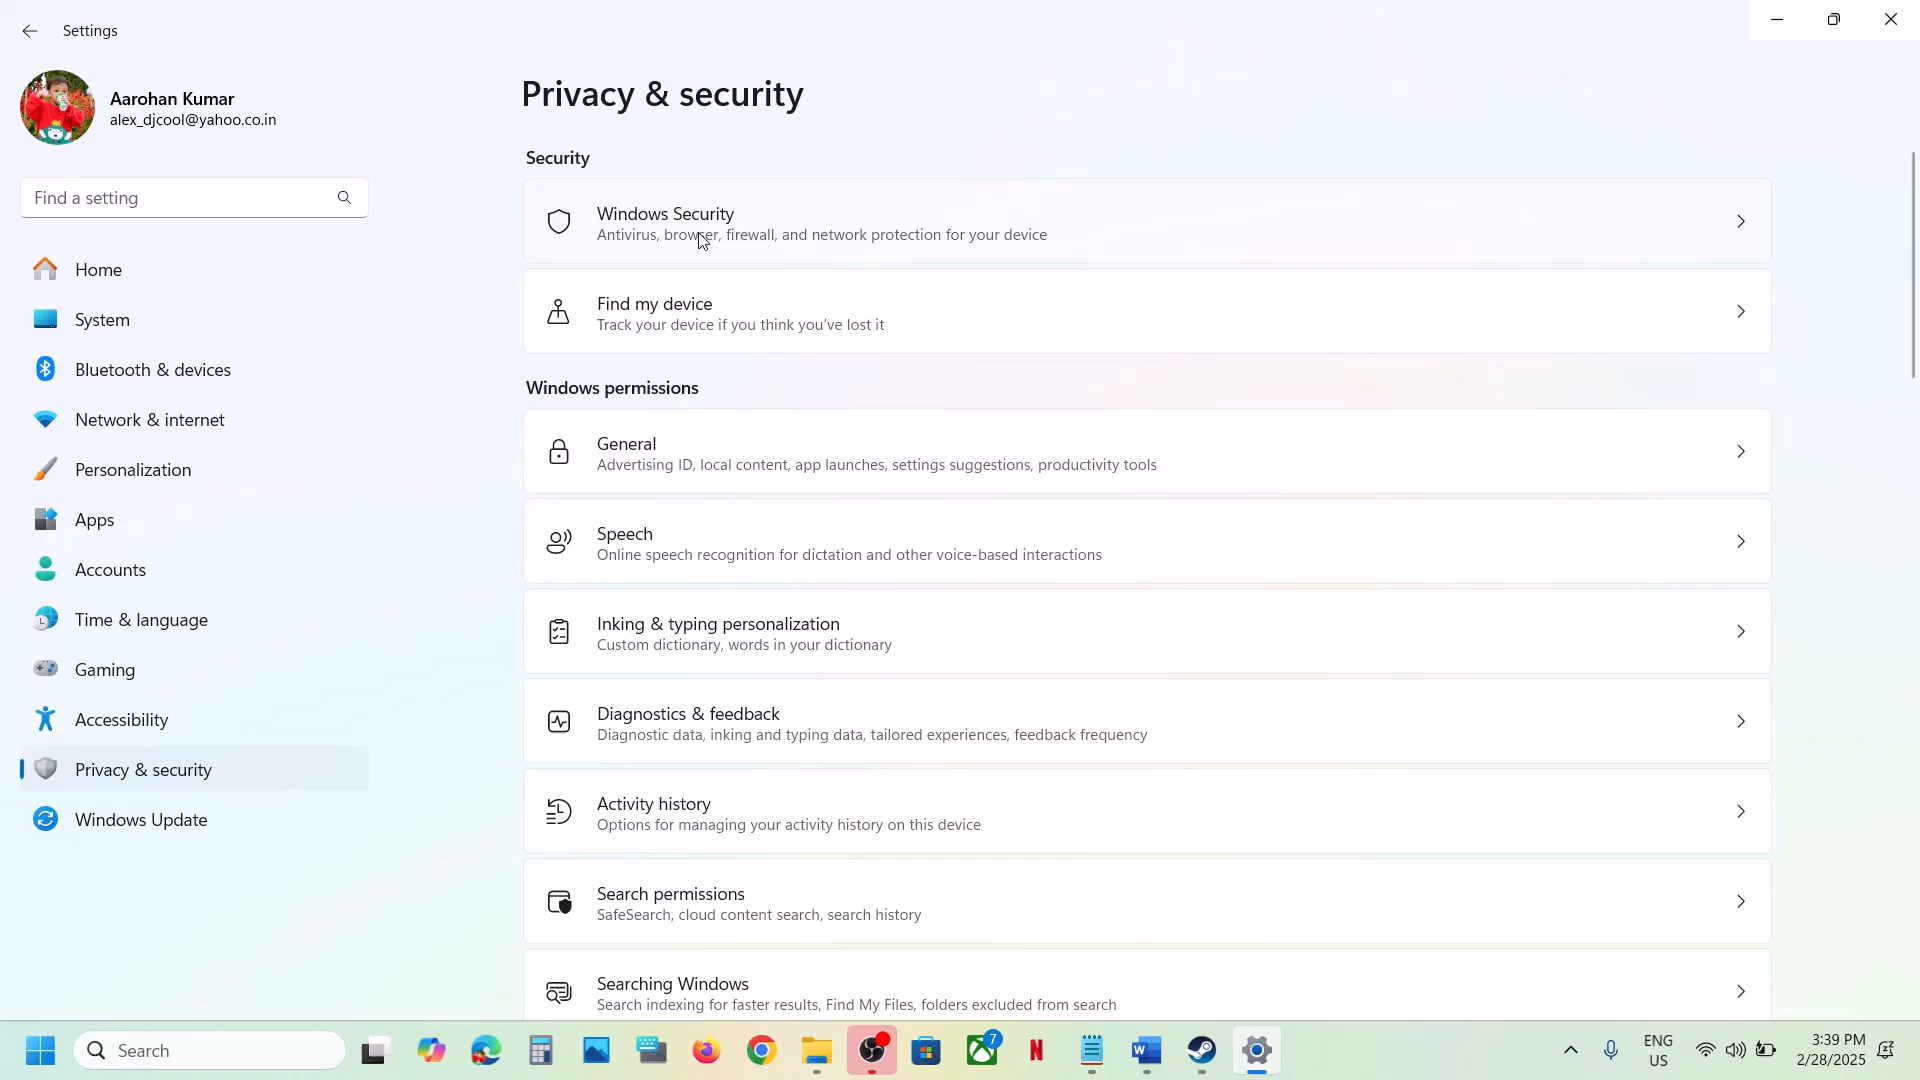 Settings
Aarohan Kumar
alex_djcool@yahoo.co.in
Find a setting
Home
System
Bluetooth & devices
Network & internet
Personalization
Apps
Accounts
Time & language
Gaming
Accessibility
Privacy & security
Windows Update
Privacy & security
Security
Windows Security
Antivirus, browser, firewall, and network protection for your device
Find my device
Track your device if you think you've lost it
Windows permissions
General
Advertising ID, local content, app launches, settings suggestions, productivity tools
Speech
Online speech recognition for dictation and other voice-based interactions
Inking & typing personalization
Custom dictionary, words in your dictionary
Diagnostics & feedback
Diagnostic data, inking and typing data, tailored experiences, feedback frequency
Activity history
Options for managing your activity history on this device
Search permissions
SafeSearch, cloud content search, search history
Searching Windows
Search indexing for faster results, Find My Files, folders excluded from search
Search
7
N
W
ENG
US
3:39 PM
2/28/2025